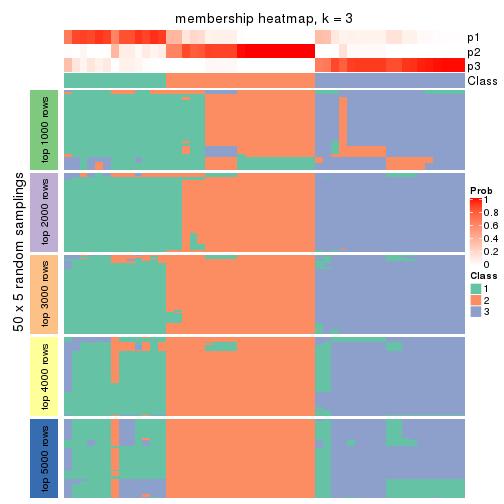 membership heatmap, k = 3
p1
p2
p3
Class
50 x 5 random samplings
top 1000 rows
top 2000 rows
top 3000 rows
top 4000 rows
top 5000 rows
Prob
1
0.8
0.6
0.4
0.2
0
Class
1
2
3